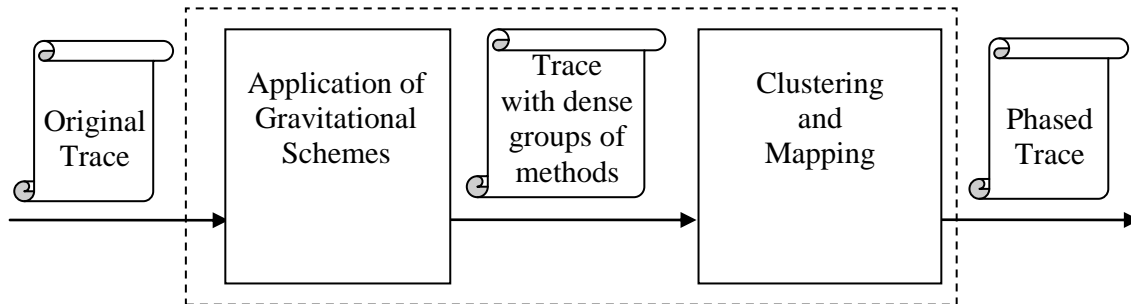 Original
Trace
Application of
Gravitational
Schemes
Trace
with dense
groups of
methods
Clustering
and
Mapping
Phased
Trace